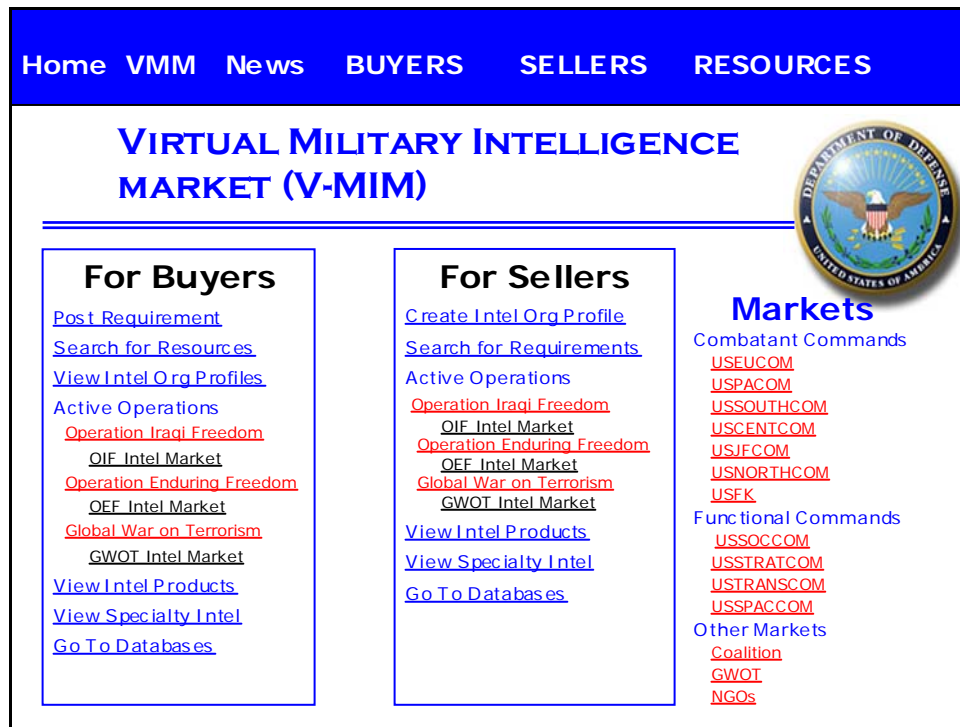 Home VMM News BUYERS SELLERS RESOURCES
VIRTUAL MILITARY INTELLIGENCE
MARKET (V-MIM)
DEPARTMENT OF DEFENSE
UNITED STATES OF AMERICA
For Buyers
Post Requirement
Search for Resources
View Intel Org Profiles
Active Operations
Operation Iraqi Freedom
OIF Intel Market
Operation Enduring Freedom
OEF Intel Market
Global War on Terrorism
GWOT Intel Market
View Intel Products
View Specialty Intel
Go To Databases
For Sellers
Create Intel Org Profile
Search for Requirements
Active Operations
Operation Iraqi Freedom
OIF Intel Market
Operation Enduring Freedom
OEF Intel Market
Global War on Terrorism
GWOT Intel Market
View Intel Products
View Specialty Intel
Go To Databases
Markets
Combatant Commands
USEUCOM
USPACOM
USSOUTHCOM
USCENTCOM
USJFCOM
USNORTHCOM
USFK
Functional Commands
USSOCCOM
USSTRATCOM
USTRANSCOM
USSPACCOM
Other Markets
Coalition
GWOT
NGOs